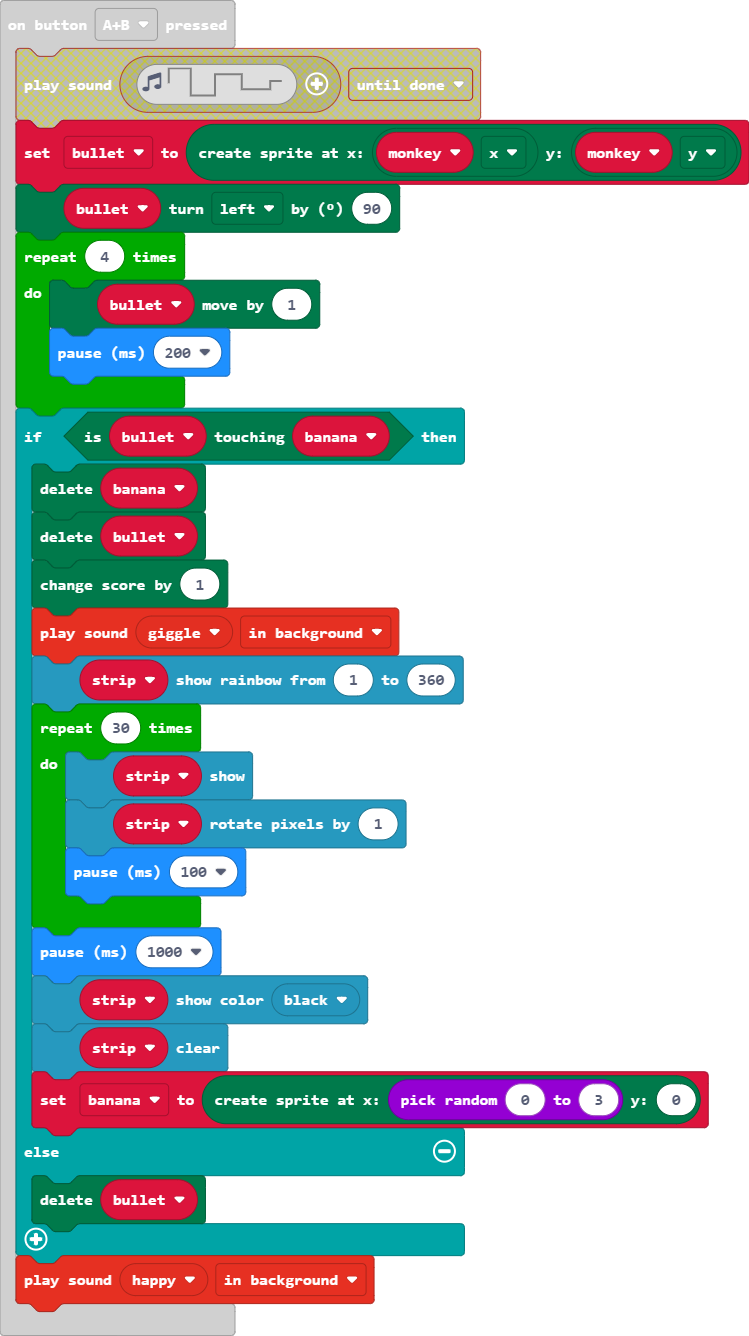 on button A+B pressed
play sound until done
set bullet to create sprite at x: monkey x y: monkey y
bullet turn left by (°) 90
repeat 4 times
do
bullet move by 1
pause (ms) 200
if is bullet touching banana then
delete banana
delete bullet
change score by 1
play sound giggle in background
strip show rainbow from 1 to 360
repeat 30 times
do
strip show
strip rotate pixels by 1
pause (ms) 100
pause (ms) 1000
strip show color black
strip clear
set banana to create sprite at x: pick random 0 to 3 y: 0
else
delete bullet
play sound happy in background